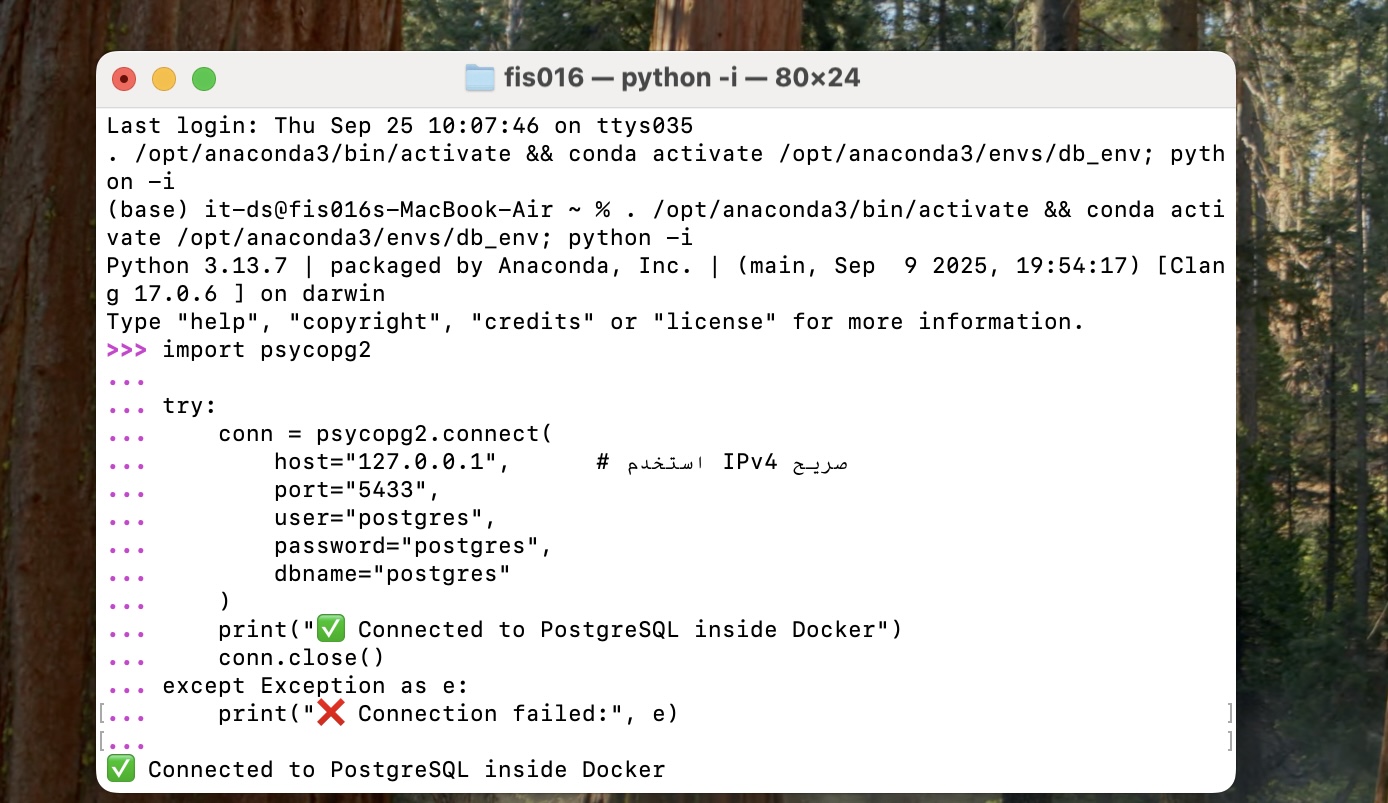 fis016 — python -i — 80×24
Last login: Thu Sep 25 10:07:46 on ttys035
. /opt/anaconda3/bin/activate && conda activate /opt/anaconda3/envs/db_env; pyth
on -i
(base) it-ds@fis016s-MacBook-Air ~ % . /opt/anaconda3/bin/activate && conda acti
vate /opt/anaconda3/envs/db_env; python -i
Python 3.13.7 | packaged by Anaconda, Inc. | (main, Sep  9 2025, 19:54:17) [Clan
g 17.0.6 ] on darwin
Type "help", "copyright", "credits" or "license" for more information.
>>> import psycopg2
...
... try:
...     conn = psycopg2.connect(
...         host="127.0.0.1",      # استخدم IPv4 صريح
...         port="5433",
...         user="postgres",
...         password="postgres",
...         dbname="postgres"
...     )
...     print("✅ Connected to PostgreSQL inside Docker")
...     conn.close()
... except Exception as e:
[...     print("❌ Connection failed:", e)]
[...]
✅ Connected to PostgreSQL inside Docker